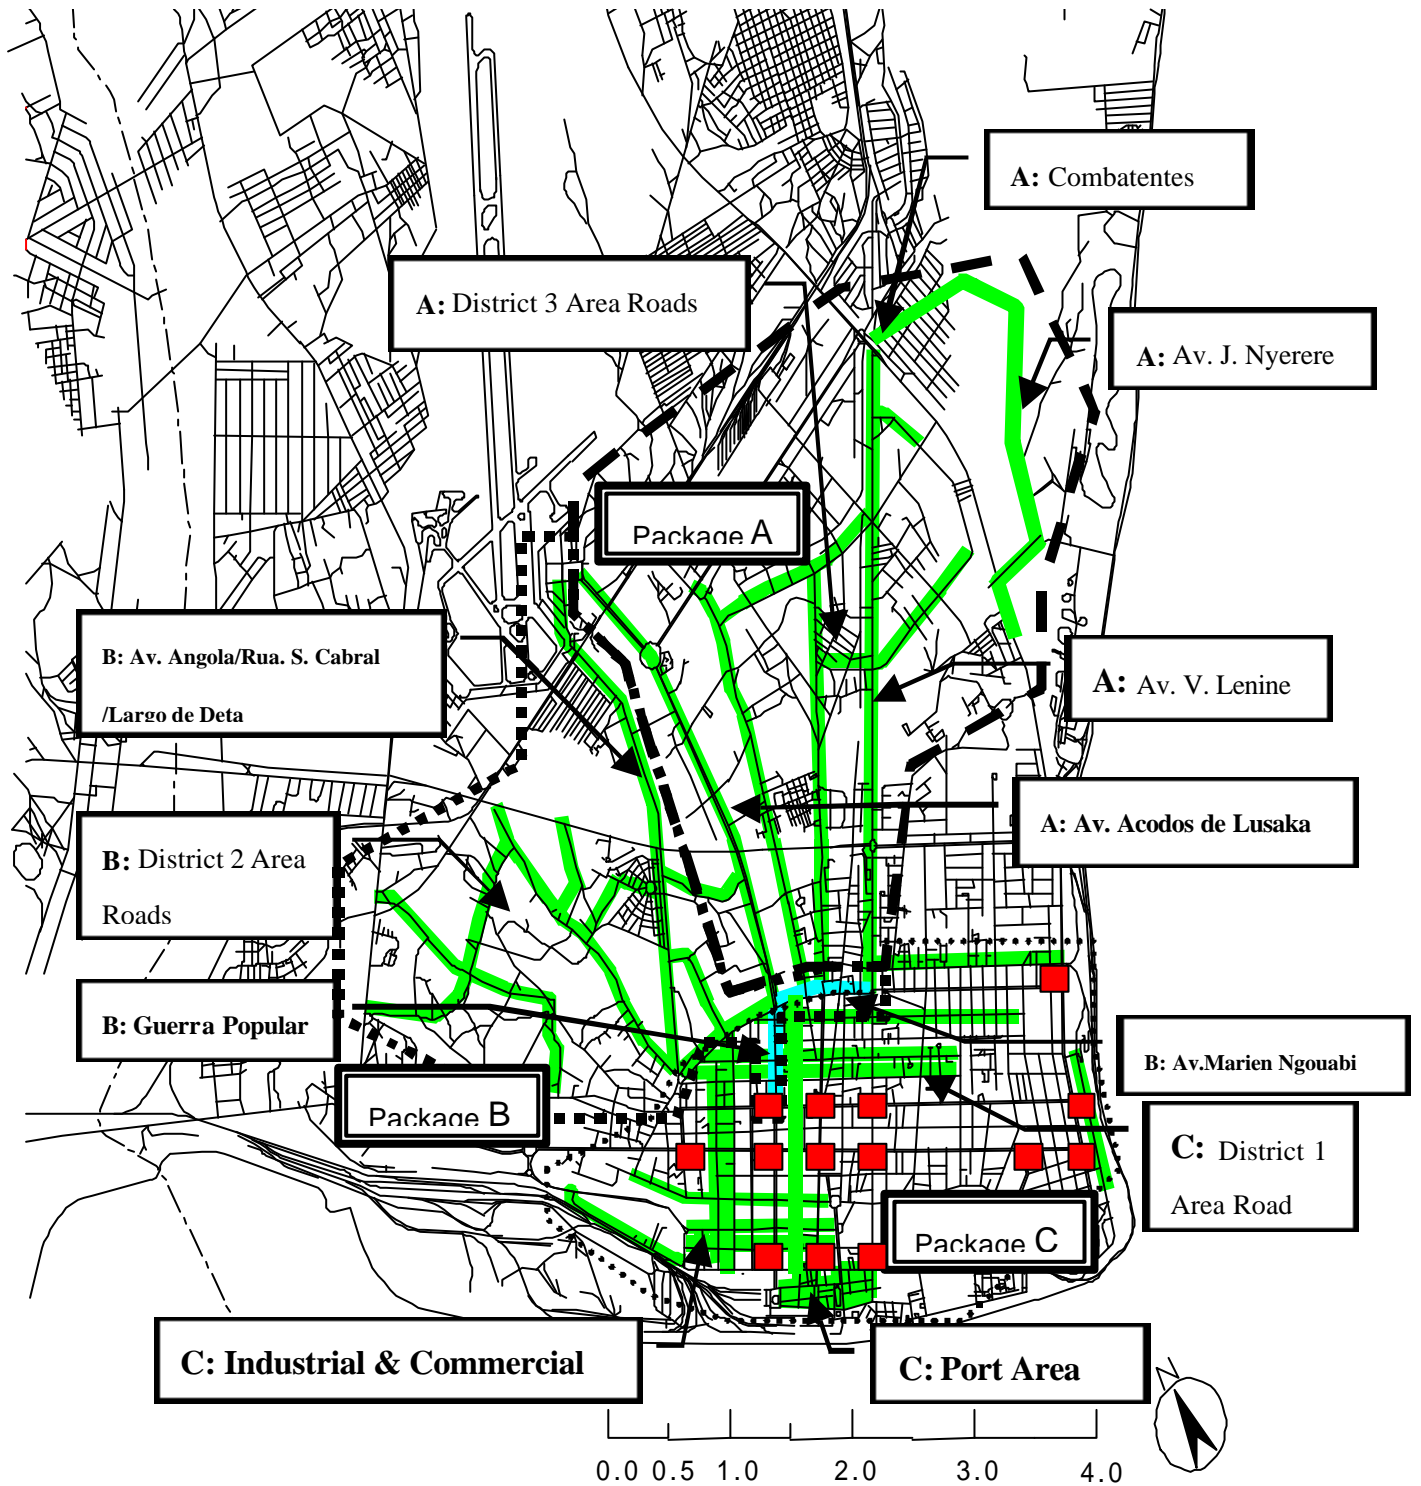 A: Combatentes
A: District 3 Area Roads
A: Av. J. Nyerere
Package A
B: Av. Angola/Rua. S. Cabral
/Largo de Deta
A: Av. V. Lenine
A: Av. Acodos de Lusaka
B: District 2 Area
Roads
B: Guerra Popular
B: Av.Marien Ngouabi
Package B
C: District 1
Area Road
Package C
C: Industrial & Commercial
C: Port Area
N
0.0 0.5 1.0 2.0 3.0 4.0